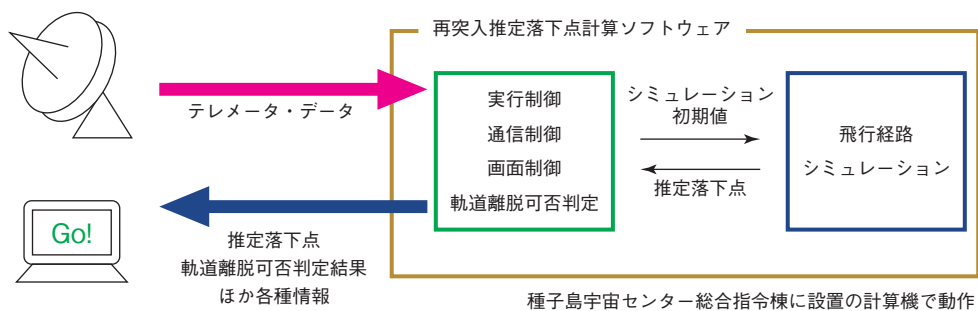 再突入推定落下点計算ソフトウェア
テレメータ・データ
実行制御
通信制御
画面制御
軌道離脱可否判定
シミュレーション
初期値
推定落下点
飛行経路
シミュレーション
Go!
推定落下点
軌道離脱可否判定結果
ほか各種情報
種子島宇宙センター総合指令棟に設置の計算機で動作